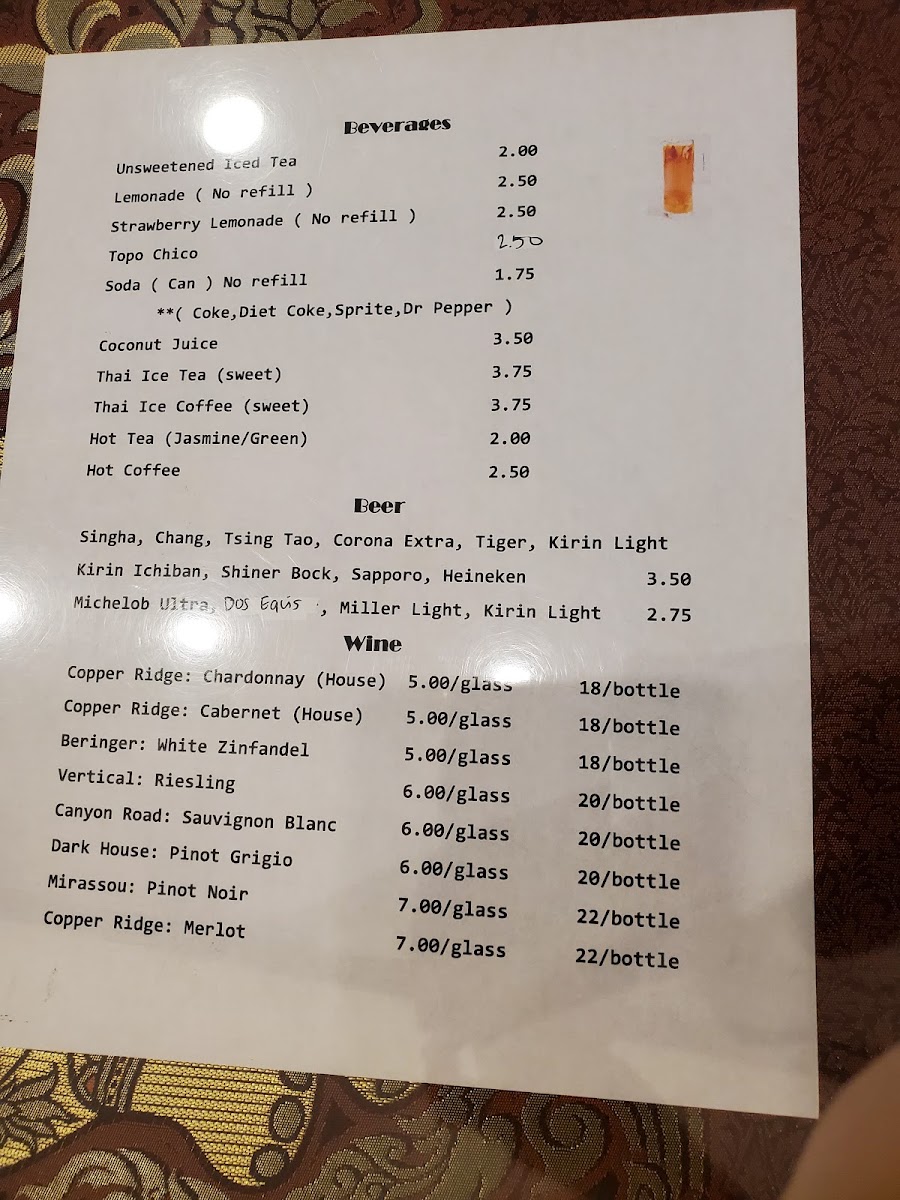 Beverages
Unsweetened Iced Tea 2.00
Lemonade ( No refill ) 2.50
Strawberry Lemonade ( No refill ) 2.50
Topo Chico 2.50
Soda ( Can ) No refill 1.75
**( Coke,Diet Coke,Sprite,Dr Pepper )
Coconut Juice 3.50
Thai Ice Tea (sweet) 3.75
Thai Ice Coffee (sweet) 3.75
Hot Tea (Jasmine/Green) 2.00
Hot Coffee 2.50
Beer
Singha, Chang, Tsing Tao, Corona Extra, Tiger, Kirin Light
Kirin Ichiban, Shiner Bock, Sapporo, Heineken 3.50
Michelob Ultra, Dos Equis , Miller Light, Kirin Light 2.75
Wine
Copper Ridge: Chardonnay (House) 5.00/glass 18/bottle
Copper Ridge: Cabernet (House) 5.00/glass 18/bottle
Beringer: White Zinfandel 5.00/glass 18/bottle
Vertical: Riesling 6.00/glass 20/bottle
Canyon Road: Sauvignon Blanc 6.00/glass 20/bottle
Dark House: Pinot Grigio 6.00/glass 20/bottle
Mirassou: Pinot Noir 7.00/glass 22/bottle
Copper Ridge: Merlot 7.00/glass 22/bottle